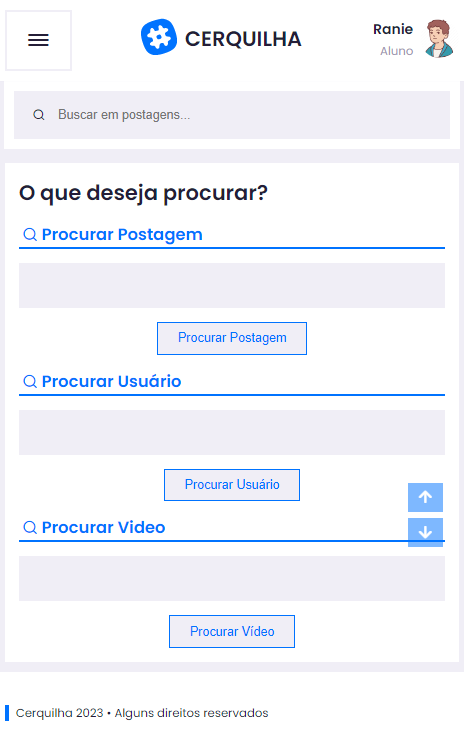 CERQUILHA
Ranie
Aluno
Buscar em postagens...
O que deseja procurar?
Procurar Postagem
Procurar Postagem
Procurar Usuário
Procurar Usuário
Procurar Video
Procurar Vídeo
Cerquilha 2023 • Alguns direitos reservados